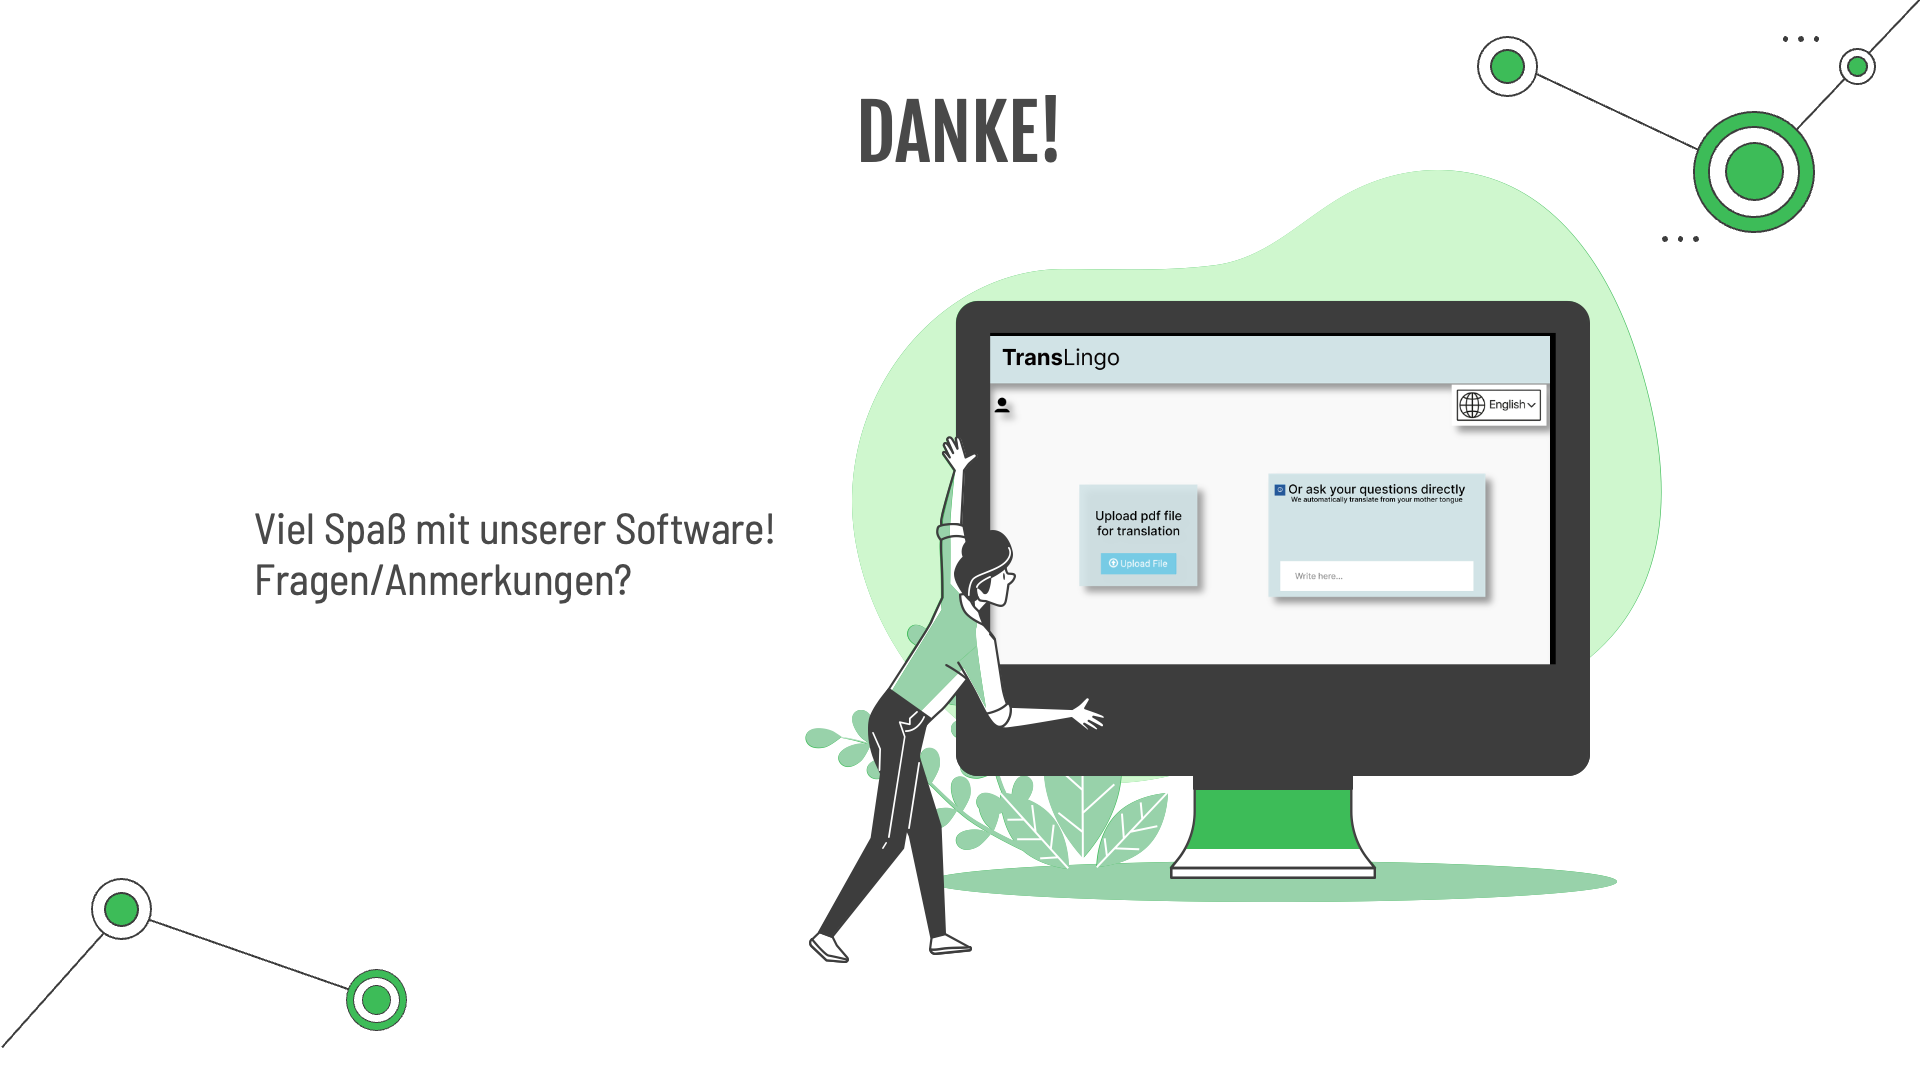 DANKE!
Viel Spaß mit unserer Software!
Fragen/Anmerkungen?
TransLingo
English
Upload pdf file
for translation
Upload File
Or ask your questions directly
We automatically translate from your mother tongue
Write here...